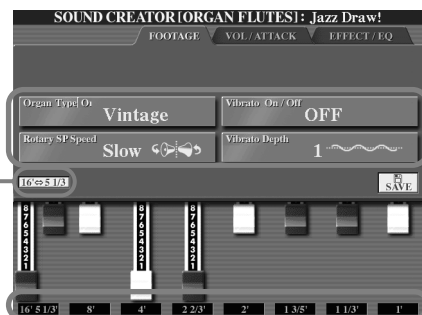 SOUND CREATOR[ORGAN FLUTES]: Jazz Draw!
FOOTAGE VOL/ATTACK EFFECT/EQ
Organ Type Vibrato On/Off
Vintage OFF
Rotary SP Speed Vibrato Depth
Slow 1
16'⇔5 1/3 SAVE
8 8 8
7 7 7
6 6 6
5 5 5
4 4 4
3 3 3
2 2 2
1 1 1
16' 5 1/3' 8' 4' 2 2/3' 2' 1 3/5' 1 1/3' 1'